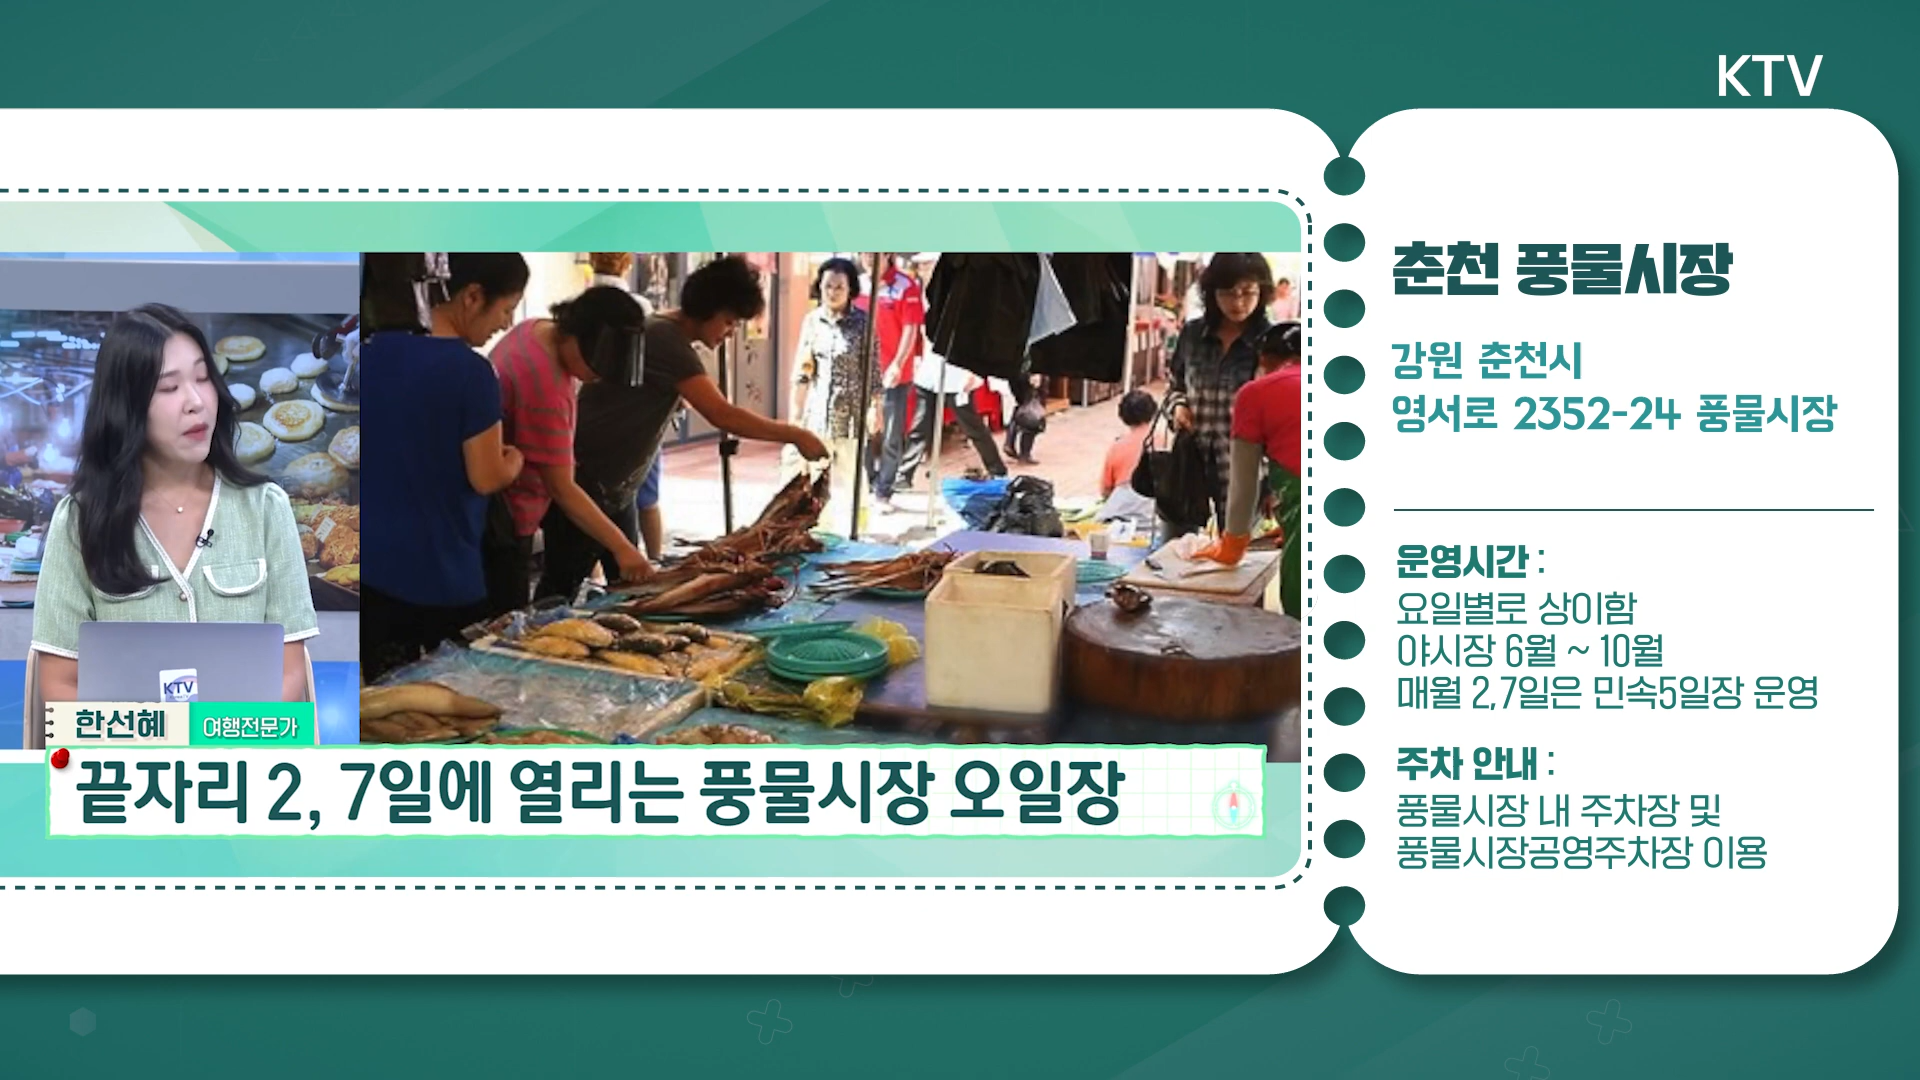 KTV
춘천 풍물시장
강원 춘천시
영서로 2352-24 풍물시장
운영시간 :
요일별로 상이함
야시장 6월 ~ 10월
매월 2,7일은 민속5일장 운영
주차 안내 :
풍물시장 내 주차장 및
풍물시장공영주차장 이용
KTV
한선혜 여행전문가
끝자리 2, 7일에 열리는 풍물시장 오일장